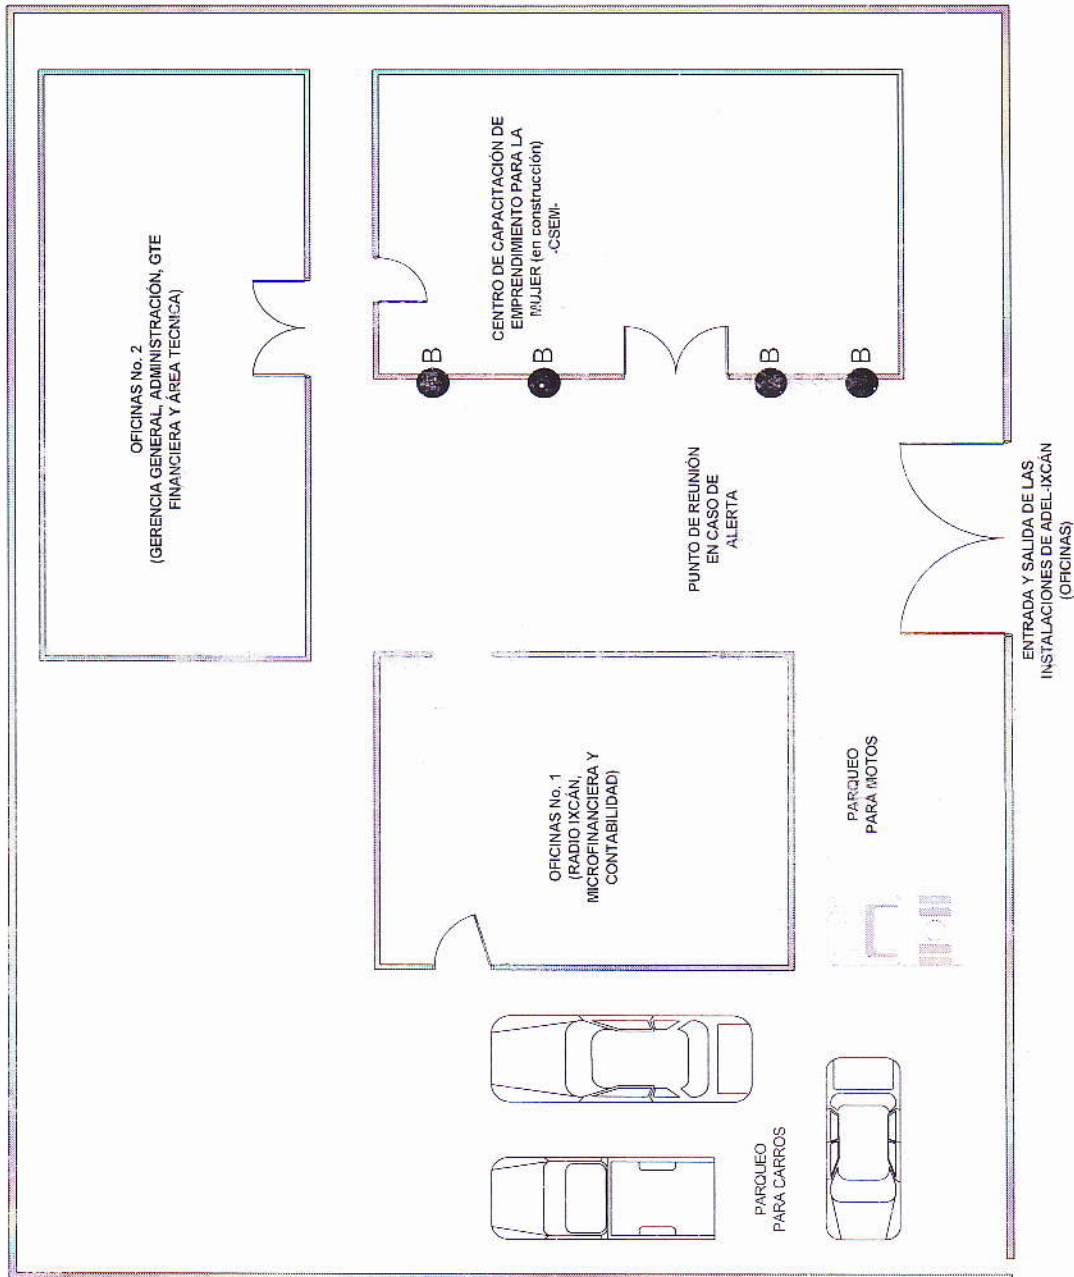 OFICINAS No. 2
(GERENCIA GENERAL, ADMINISTRACIÓN, GTE
FINANCIERA Y ÁREA TECNICA)
CENTRO DE CAPACITACIÓN DE
EMPRENDIMIENTO PARA LA
MUJER (en construcción)
-CSEM-
B
B
B
B
PUNTO DE REUNIÓN
EN CASO DE
ALERTA
OFICINAS No. 1
(RADIO IXCÁN,
MICROFINANCIERA Y
CONTABILIDAD)
PARQUEO
PARA MOTOS
PARQUEO
PARA CARROS
ENTRADA Y SALIDA DE LAS
INSTALACIONES DE ADEL-IXCÁN
(OFICINAS)